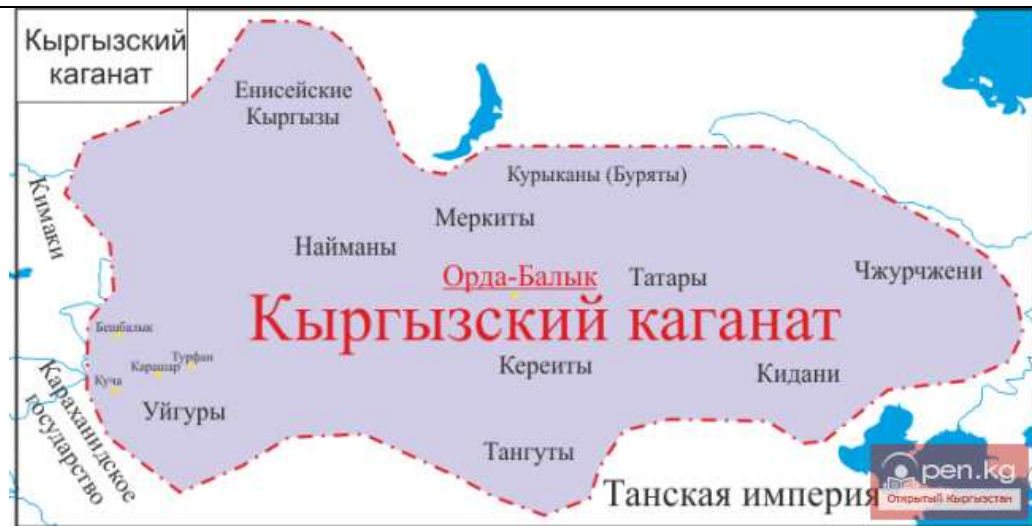 Кыргызский
каганат
Енисейские
Кыргызы
Курыканы (Буряты)
Кимаки
Меркиты
Найманы
Орда-Балык
Татары
Чжурчжени
Кыргызский каганат
Бешбалык
Турфан
Карашар
Куча
Кереиты
Кидани
Караханидское
государство
Уйгуры
Тангуты
Танская империя
Open.kg
Открытый Кыргызстан